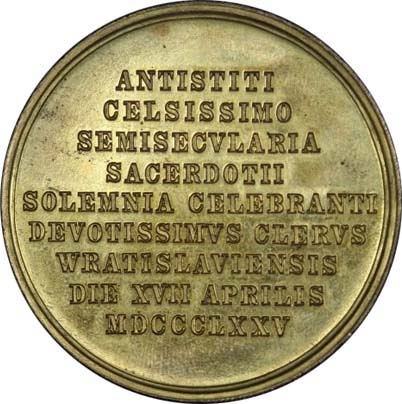 ANTISTITI
CELSISSIMO
SEMISECVLARIA
SACERDOTII
SOLEMNIA CELEBRANTI
DEVOTISSIMVS CLERVS
WRATISLAVIENSIS
DIE XVII APRILIS
MDCCCLXXV